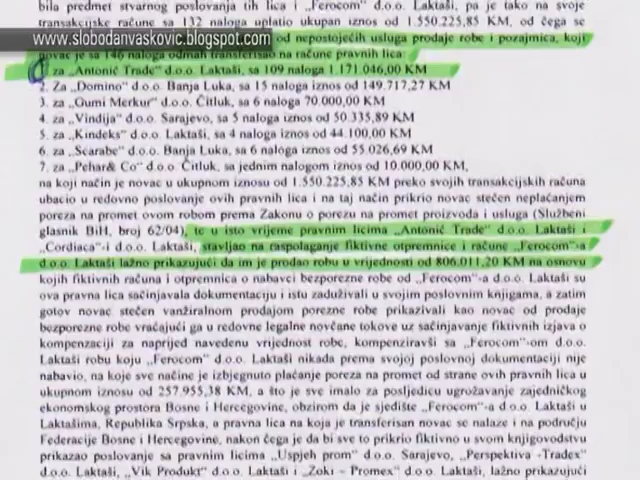 bila predmet stvarnog poslovanja tih lica i „Ferocom" d.o.o. Laktaši, pa je tako na svoje
transakcijske račune sa 132 naloga uplatio ukupan iznos od 1.550.225,85 KM, od čega se
www.slobodanvaskovic.blogspot.com od nepostojećih usluga prodaje robe i pozajmica, koji
novac je sa 146 naloga odmah transferisao na račune pravnih lica:
1. za „Antonić Trade" d.o.o. Laktaši, sa 109 naloga 1.171.046,00 KM
2. Za „Domino" d.o.o. Banja Luka, sa 15 naloga iznos od 149.717,27 KM
3. za „Gumi Merkur" d.o.o. Čitluk, sa 6 naloga 70.000,00 KM
4. za „Vindija" d.o.o. Sarajevo, sa 5 naloga iznos od 50.335,89 KM
5. za „Kindeks" d.o.o. Laktaši, sa 4 naloga iznos od 44.100,00 KM
6. za „Scarabe" d.o.o. Banja Luka, sa 6 naloga iznos od 55.026,69 KM
7. za „Pehar& Co" d.o.o. Čitluk, sa jednim nalogom iznos od 10.000,00 KM,
na koji način je novac u ukupnom iznosu od 1.550.225,85 KM preko svojih transakcijskih računa
ubacio u redovno poslovanje ovih pravnih lica i na taj način prikrio novac stečen neplaćanjem
poreza na promet ovom robom prema Zakonu o porezu na promet proizvoda i usluga (Službeni
glasnik BiH, broj 62/04), te u isto vrijeme pravnim licima „Antonić Trade" d.o.o. Laktaši i
„Cordiaca"-i d.o.o. Laktaši, stavljao na raspolaganje fiktivne otpremnice i račune „Ferocom"-a
d.o.o. Laktaši lažno prikazujući da im je prodao robu u vrijednosti od 806.011,20 KM na osnovu
kojih fiktivnih računa i otpremnica o nabavci bezporezne robe od „Ferocom"-a d.o.o. Laktaši su
ova pravna lica sačinjavala dokumentaciju i istu zaduživali u svojim poslovnim knjigama, a zatim
gotov novac stečen vanžiralnom prodajom porezne robe prikazivali kao novac od prodaje
bezporezne robe vraćajući ga u redovne legalne novčane tokove uz sačinjavanje fiktivnih izjava o
kompenzaciji za naprijed navedenu vrijednost robe, kompenziravši sa „Ferocom"-om d.o.o.
Laktaši robu koju „Ferocom" d.o.o. Laktaši nikada prema svojoj poslovnoj dokumentaciji nije
nabavio, na koje sve načine je izbjegnuto plaćanje poreza na promet od strane ovih pravnih lica u
ukupnom iznosu od 257.955,38 KM, a što je sve imalo za posljedicu ugrožavanje zajedničkog
ekonomskog prostora Bosne i Hercegovine, obzirom da je sjedište „Ferocom"-a d.o.o. Laktaši u
Laktašima, Republika Srpska, a pravna lica na koja je transferisan novac se nalaze i na području
Federacije Bosne i Hercegovine, nakon čega je da bi sve to prikrio fiktivno u svom knjigovodstvu
prikazao poslovanje sa pravnim licima "Uspjeh prom" d.o.o. Sarajevo, „Perspektiva -Tradex"
d.o.o. Laktaši, „Vik Produkt" d.o.o. Laktaši i „Zoki – Promex" d.o.o. Laktaši, lažno prikazujući